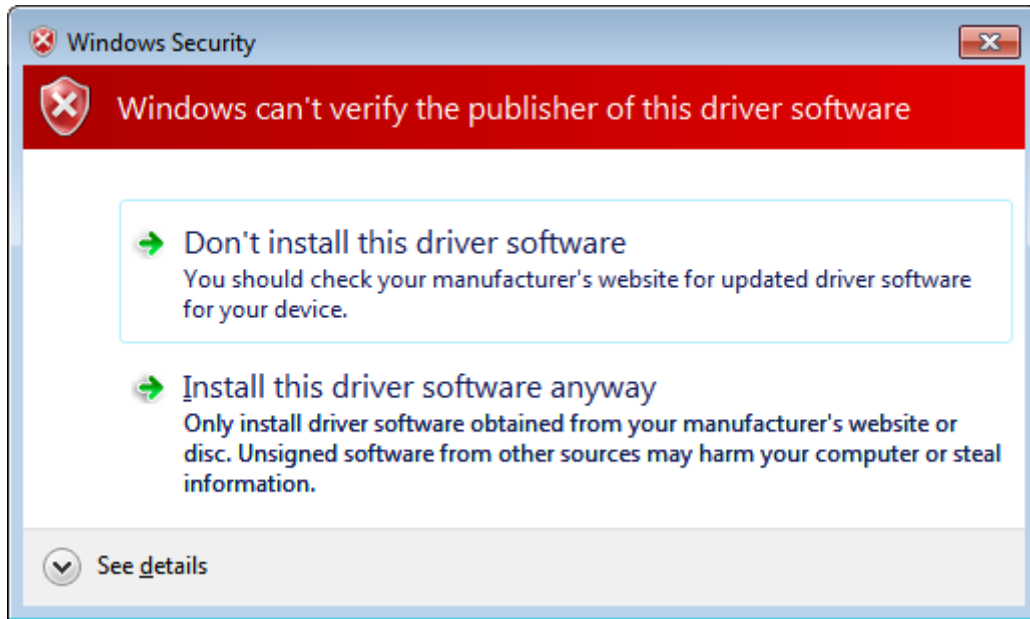 Windows Security
Windows can't verify the publisher of this driver software
Don't install this driver software
You should check your manufacturer's website for updated driver software
for your device.
Install this driver software anyway
Only install driver software obtained from your manufacturer's website or
disc. Unsigned software from other sources may harm your computer or steal
information.
See details